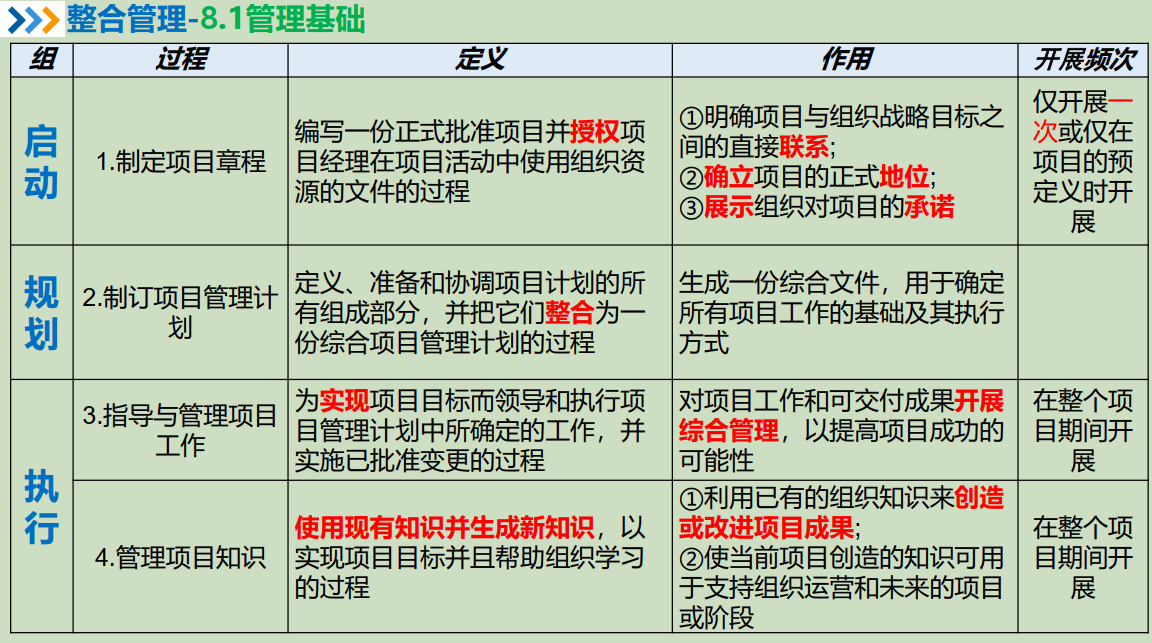 整合管理-8.1管理基础
组 过程 定义 作用 开展频次
启
动
1.制定项目章程
编写一份正式批准项目并授权项
目经理在项目活动中使用组织资
源的文件的过程
①明确项目与组织战略目标之
间的直接联系;
②确立项目的正式地位;
③展示组织对项目的承诺
仅开展一
次或仅在
项目的预
定义时开
展
规
划
2.制订项目管理计
划
定义、准备和协调项目计划的所
有组成部分，并把它们整合为一
份综合项目管理计划的过程
生成一份综合文件，用于确定
所有项目工作的基础及其执行
方式
执
行
3.指导与管理项目
工作
为实现项目目标而领导和执行项
目管理计划中所确定的工作，并
实施已批准变更的过程
对项目工作和可交付成果开展
综合管理，以提高项目成功的
可能性
在整个项
目期间开
展
4.管理项目知识
使用现有知识并生成新知识，以
实现项目目标并且帮助组织学习
的过程
①利用已有的组织知识来创造
或改进项目成果;
②使当前项目创造的知识可用
于支持组织运营和未来的项目
或阶段
在整个项
目期间开
展